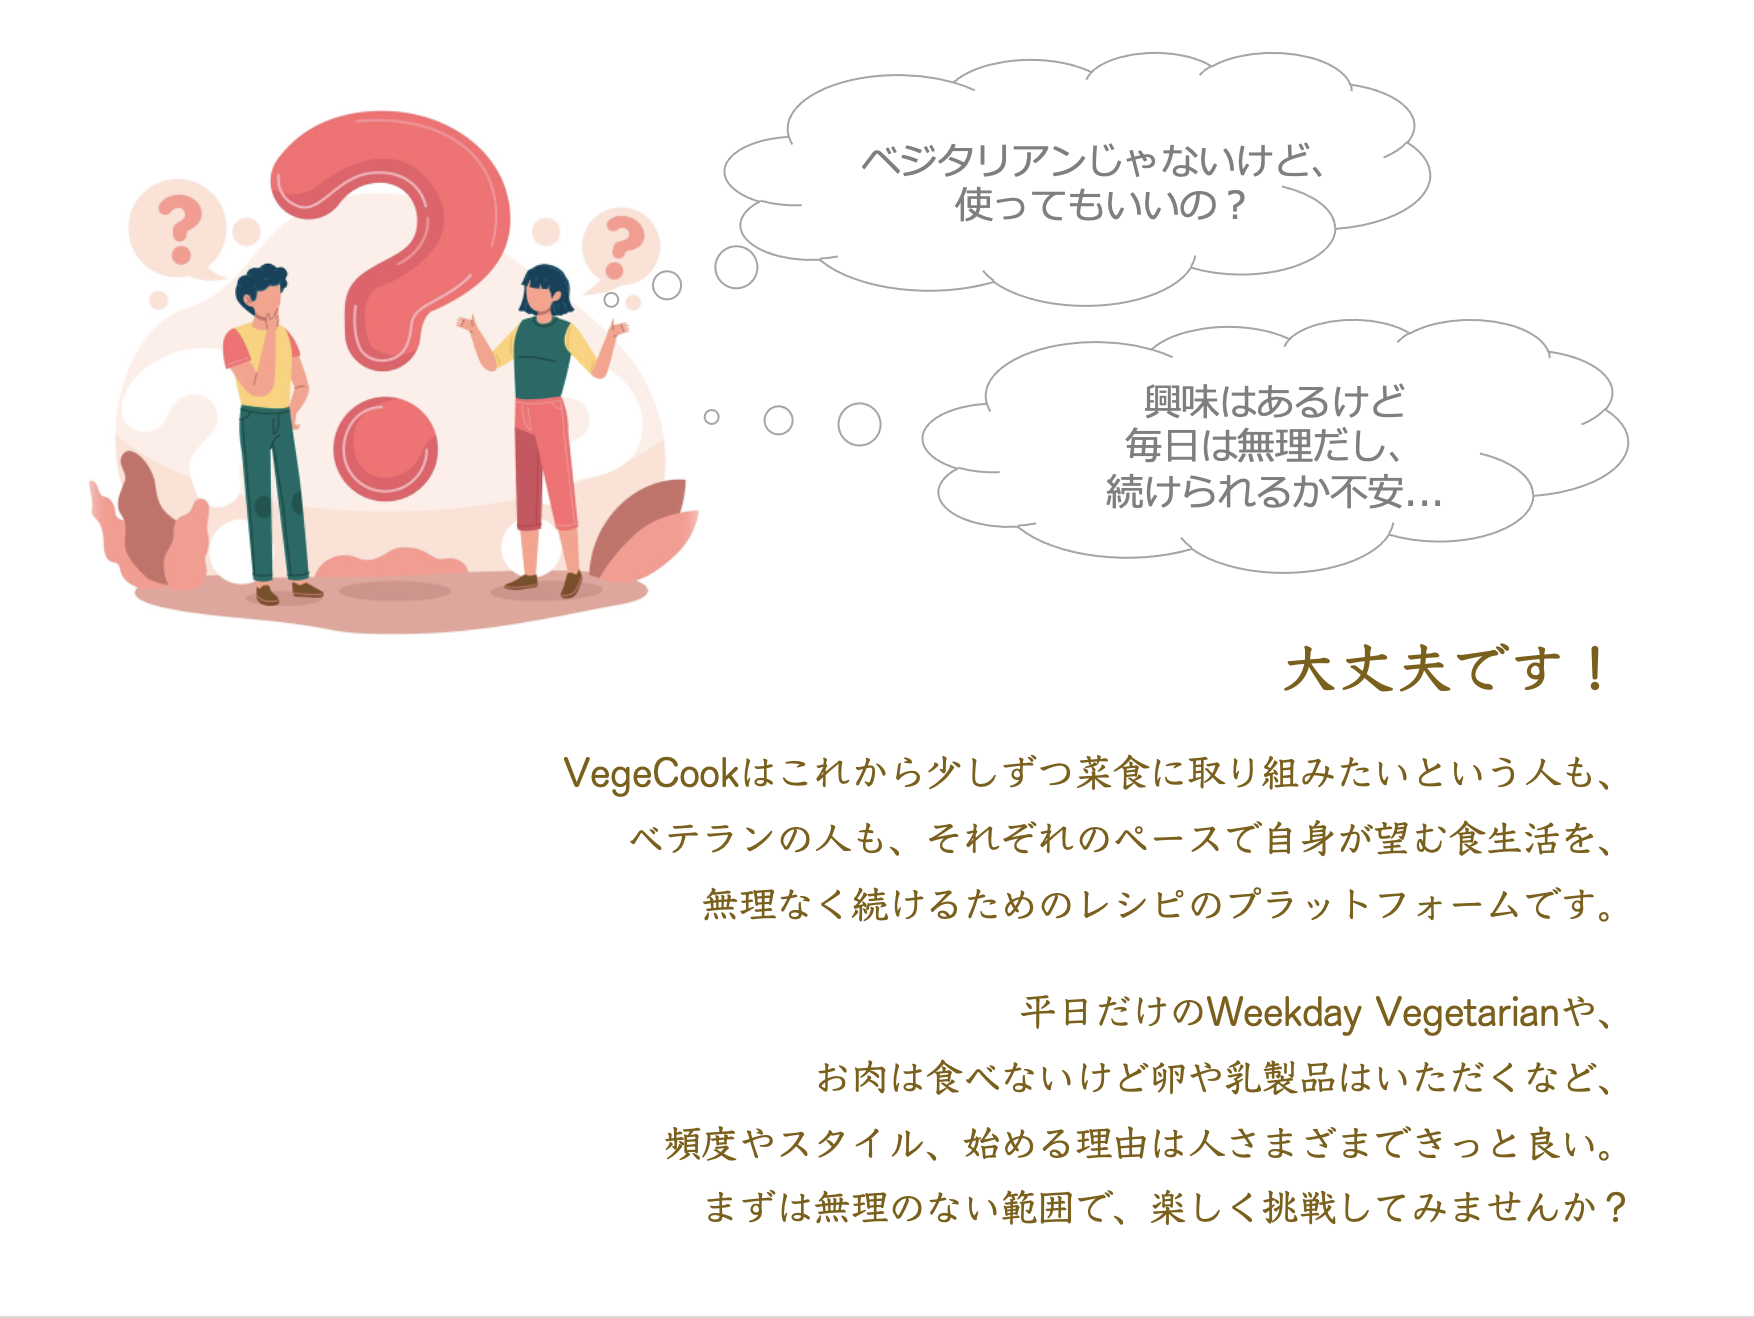 ?
?
?
ベジタリアンじゃないけど、
使ってもいいの？
興味はあるけど
毎日は無理だし、
続けられるか不安…
大丈夫です！
VegeCookはこれから少しずつ菜食に取り組みたいという人も、
ベテランの人も、それぞれのペースで自身が望む食生活を、
無理なく続けるためのレシピのプラットフォームです。
平日だけのWeekday Vegetarianや、
お肉は食べないけど卵や乳製品はいただくなど、
頻度やスタイル、始める理由は人さまざまできっと良い。
まずは無理のない範囲で、楽しく挑戦してみませんか？